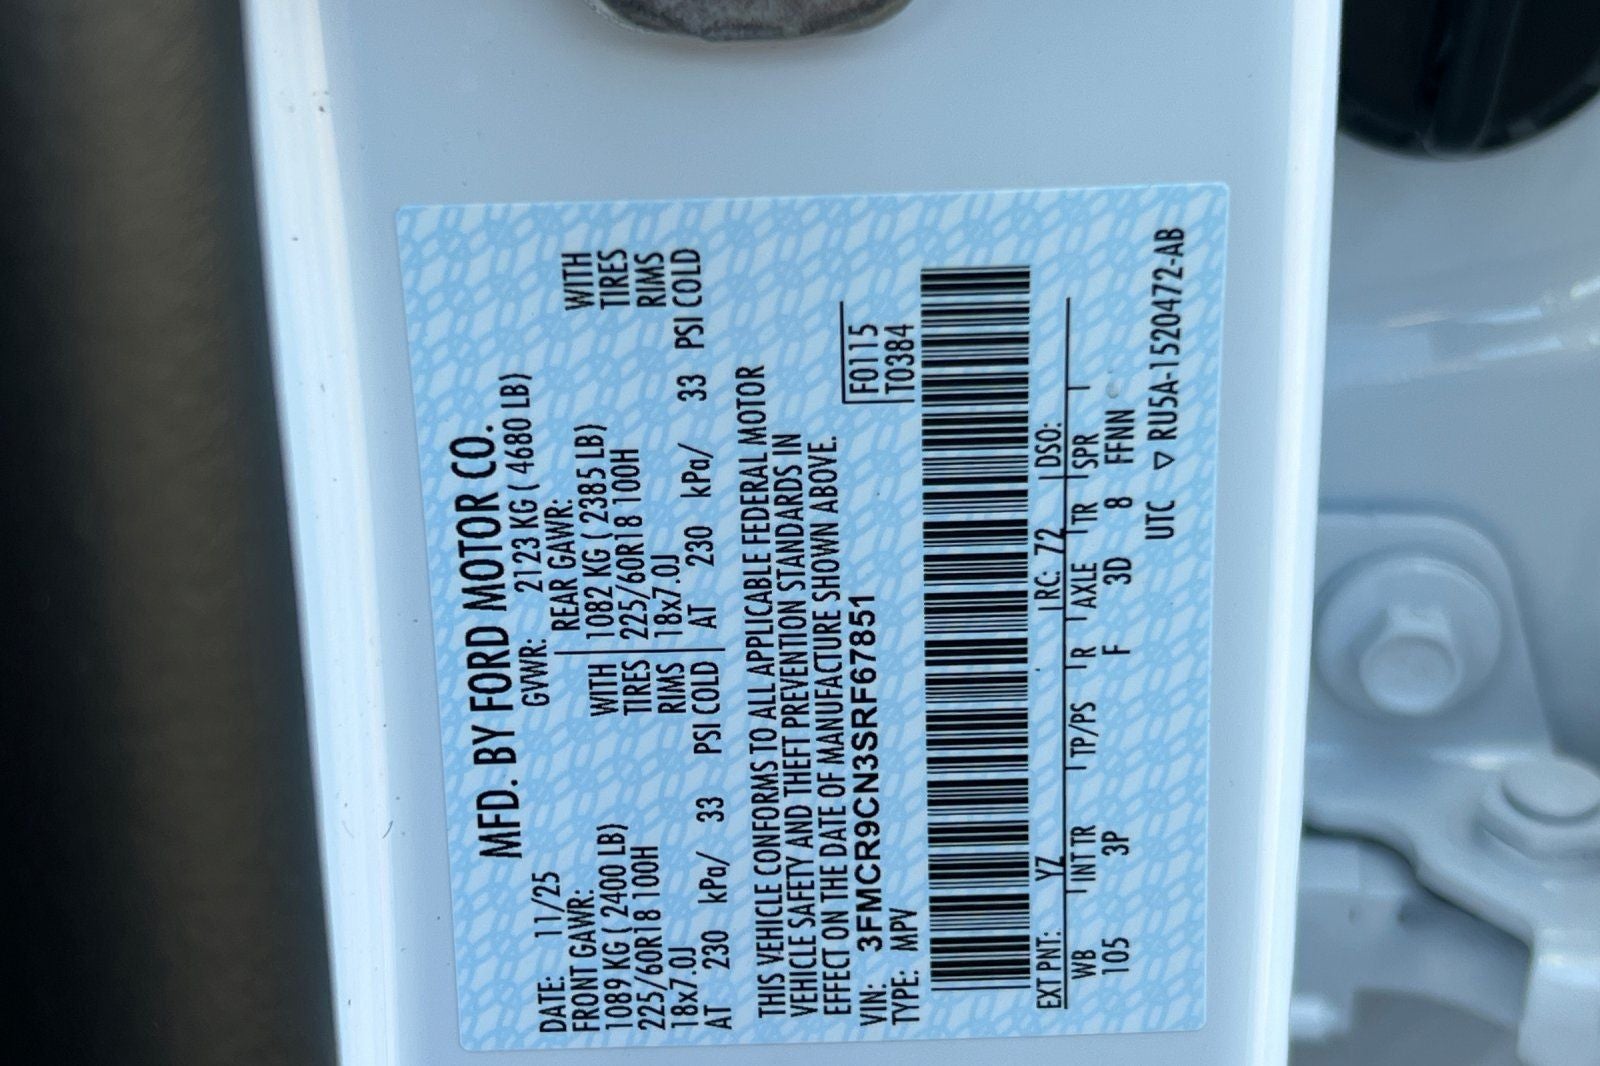 MFD. BY FORD MOTOR CO.
DATE: 11/25 GVWR: 2123 KG ( 4680 LB)
FRONT GAWR: REAR GAWR:
1089 KG ( 2400 LB) WITH 1082 KG ( 2385 LB) WITH
225/60R18 100H TIRES 225/60R18 100H TIRES
18x7.0J RIMS 18x7.0J RIMS
AT 230 kPa/ 33 PSI COLD AT 230 kPa/ 33 PSI COLD
THIS VEHICLE CONFORMS TO ALL APPLICABLE FEDERAL MOTOR
VEHICLE SAFETY AND THEFT PREVENTION STANDARDS IN
EFFECT ON THE DATE OF MANUFACTURE SHOWN ABOVE.
VIN: 3FMCR9CN3SRF67851 F0115
TYPE: MPV T0384
EXT PNT: YZ RC: 72 DSO:
WB INT TR TP/PS R AXLE TR SPR
105 3P F 3D 8 FFNN
UTC ▽ RU5A-1520472-AB